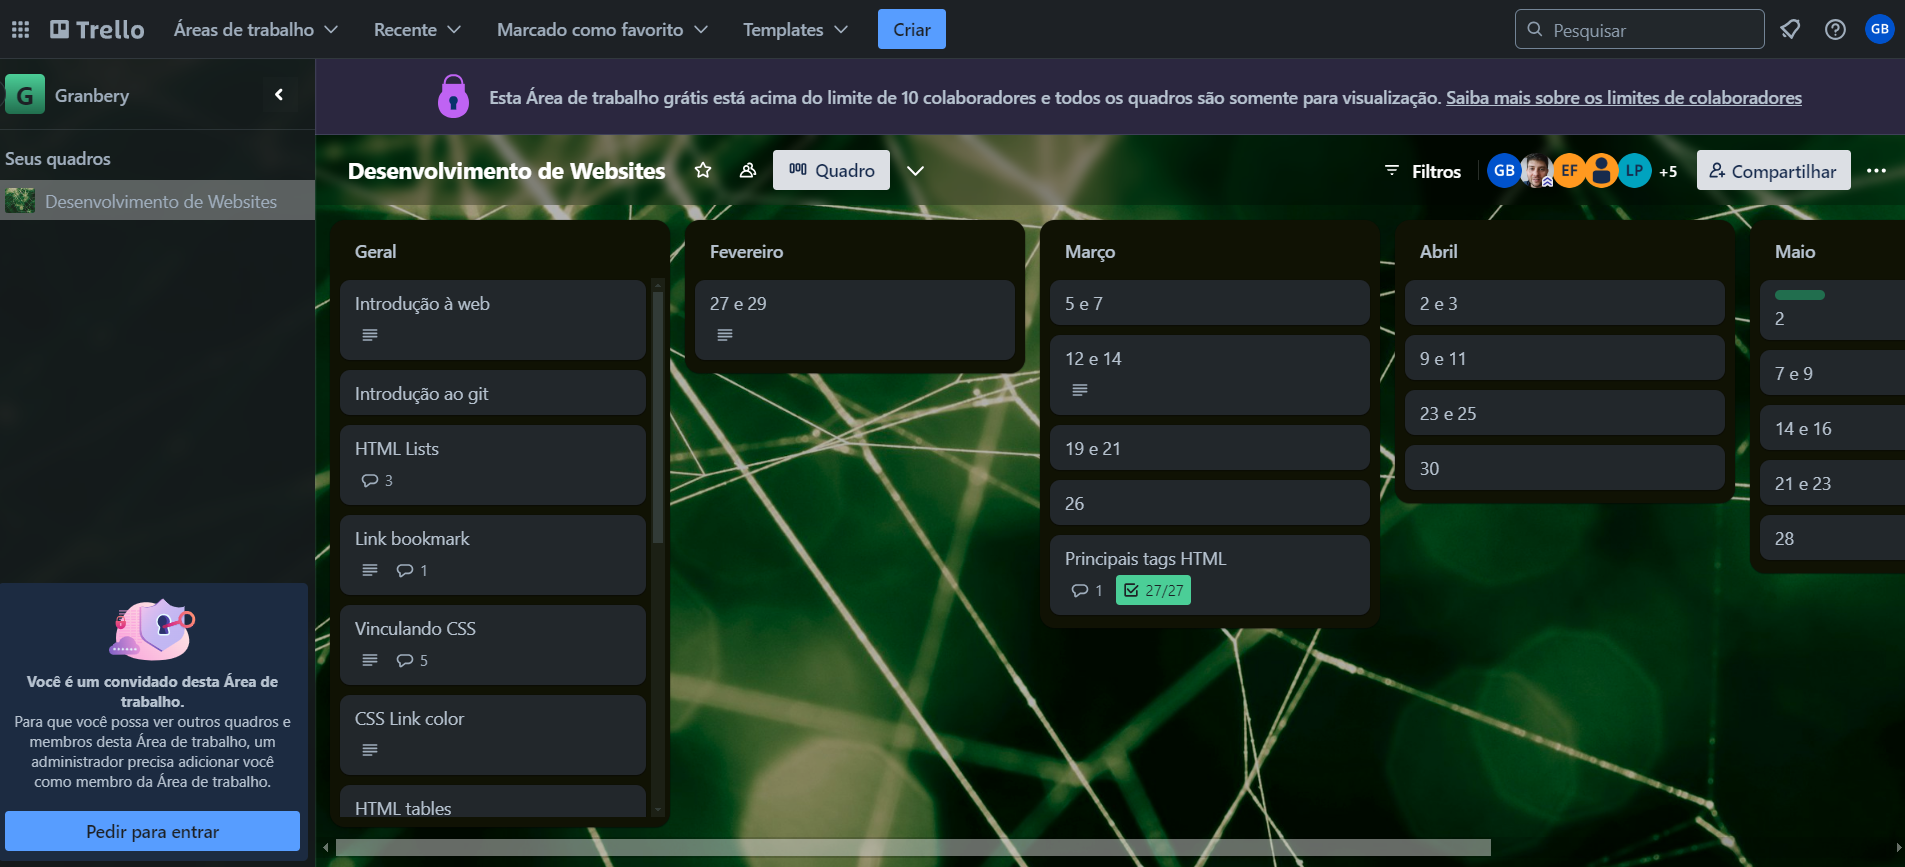 Trello
Áreas de trabalho
Recente
Marcado como favorito
Templates
Criar
Pesquisar
GB
G
Granbery
Esta Área de trabalho grátis está acima do limite de 10 colaboradores e todos os quadros são somente para visualização. Saiba mais sobre os limites de colaboradores
Seus quadros
Desenvolvimento de Websites
Você é um convidado desta Área de
trabalho.
Para que você possa ver outros quadros e
membros desta Área de trabalho, um
administrador precisa adicionar você
como membro da Área de trabalho.
Pedir para entrar
Desenvolvimento de Websites
Quadro
Filtros
GB
EF
LP
+5
Compartilhar
Geral
Introdução à web
Introdução ao git
HTML Lists
3
Link bookmark
1
Vinculando CSS
5
CSS Link color
HTML tables
Fevereiro
27 e 29
Março
5 e 7
12 e 14
19 e 21
26
Principais tags HTML
1 27/27
Abril
2 e 3
9 e 11
23 e 25
30
Maio
2
7 e 9
14 e 16
21 e 23
28